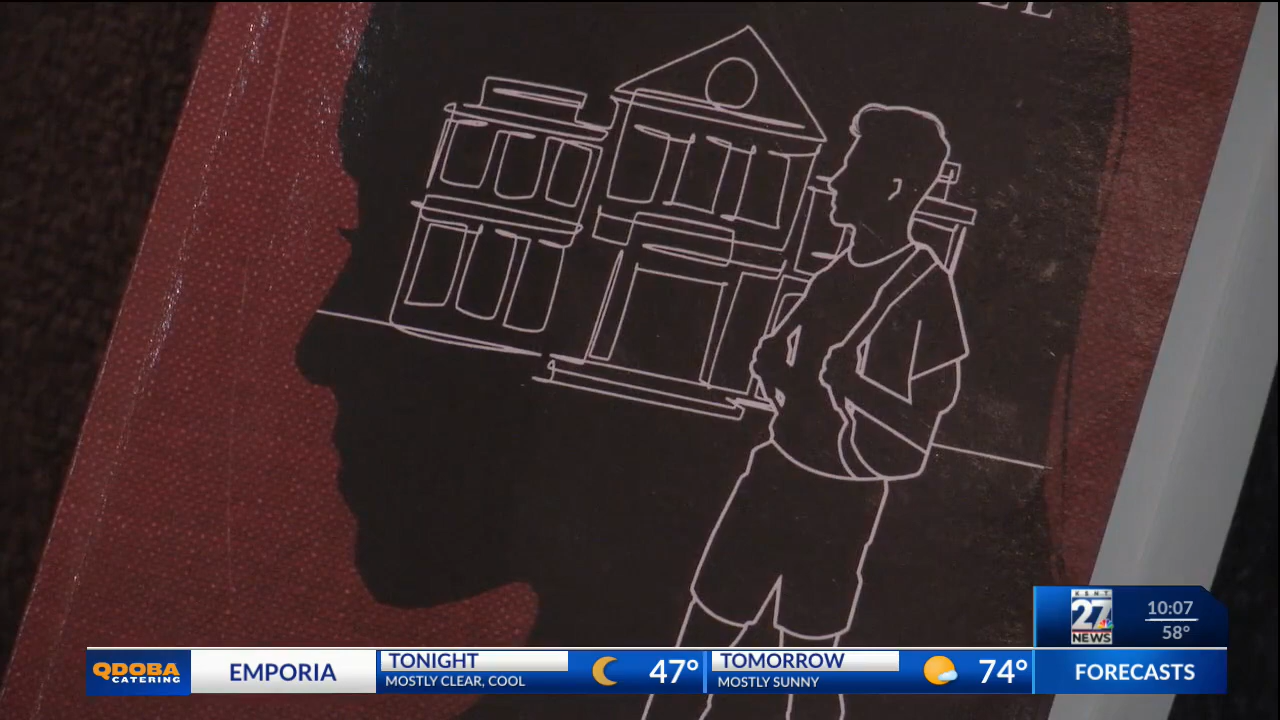 KSNT
27
NEWS
10:07
58°
QDOBA
CATERING
EMPORIA
TONIGHT
MOSTLY CLEAR, COOL
47°
TOMORROW
MOSTLY SUNNY
74°
FORECASTS